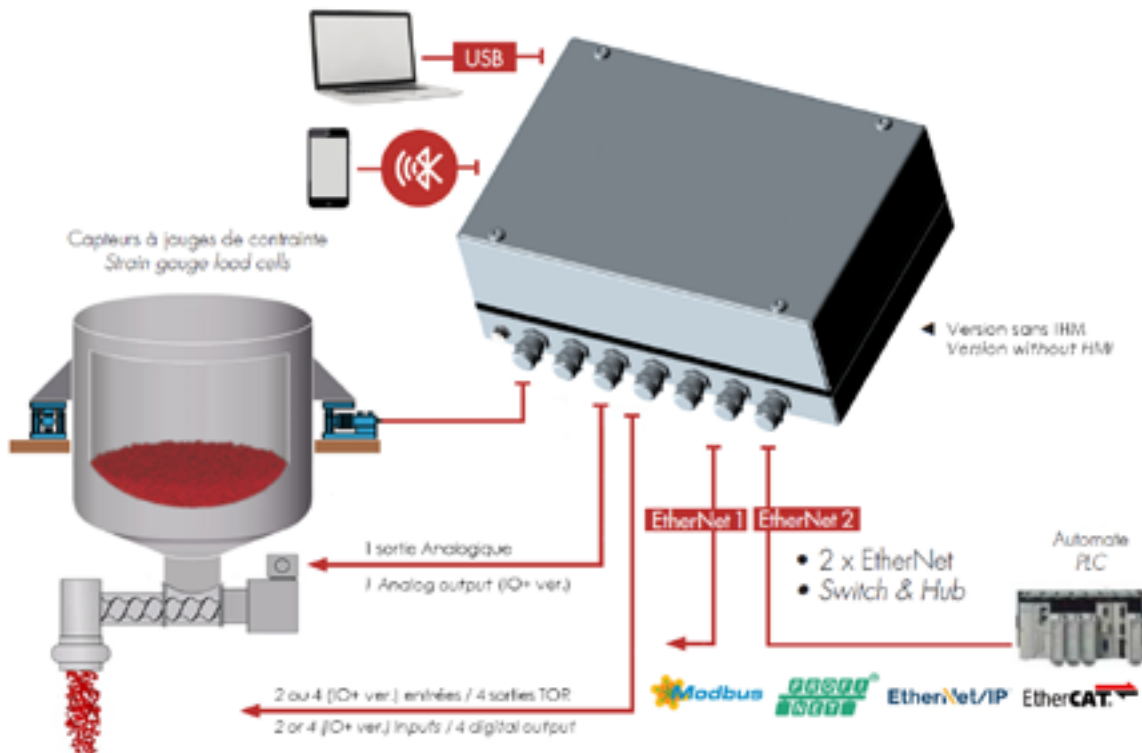 USB
Capteurs à jauges de contrainte
Strain gauge load cells
Version sans IHM
Version without HMI
EtherNet 1
EtherNet 2
1 sortie Analogique
1 Analog output (IO+ ver.)
• 2 x EtherNet
• Switch & Hub
Automate
PLC
2 ou 4 (IO+ ver.) entrées / 4 sorties TOR
2 or 4 (IO+ ver.) inputs / 4 digital output
Modbus
PROFI
NET
EtherNet/IP
EtherCAT